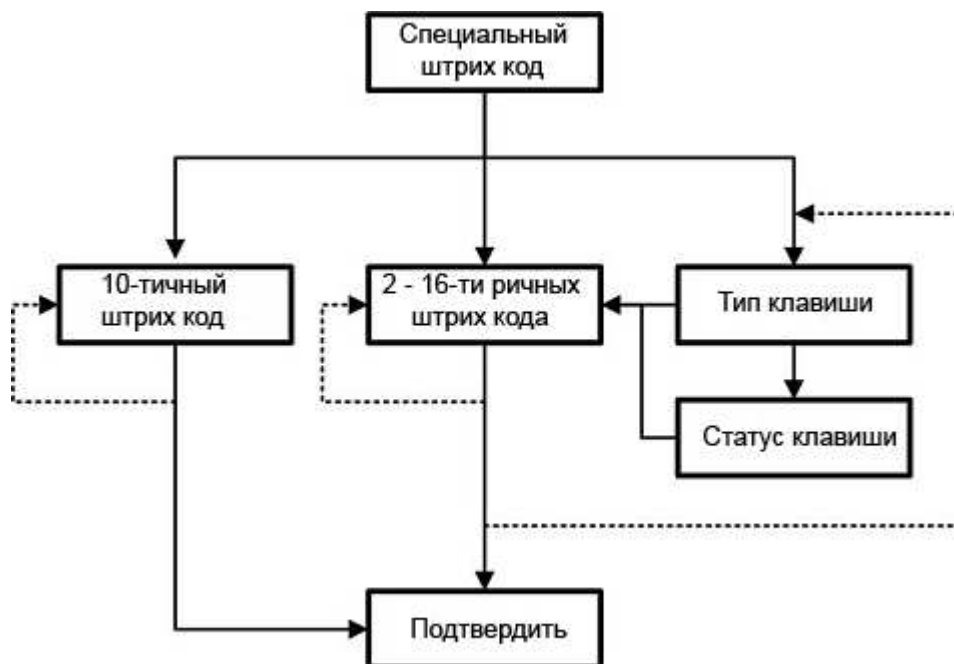 Специальный
штрих код
10-тичный
штрих код
2 - 16-ти ричных
штрих кода
Тип клавиши
Статус клавиши
Подтвердить